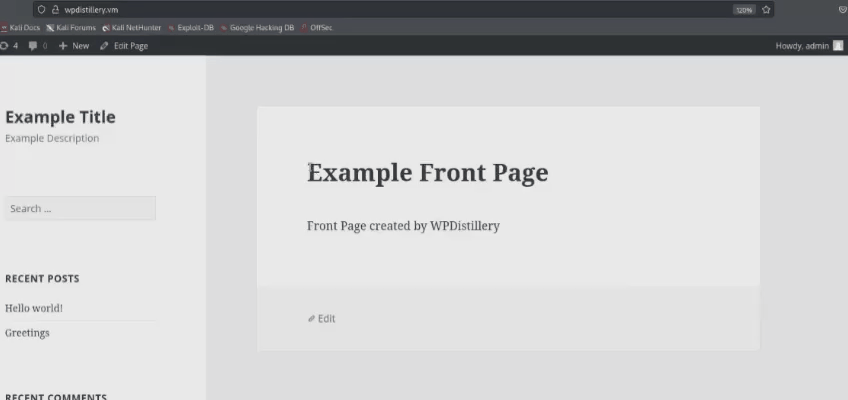 wpdistillery.vm
120%
Kali Docs Kali Forums Kali NetHunter Exploit-DB Google Hacking DB OffSec
4 0 New Edit Page Howdy, admin
Example Title
Example Description
Search ...
RECENT POSTS
Hello world!
Greetings
RECENT COMMENTS
Example Front Page
Front Page created by WPDistillery
Edit